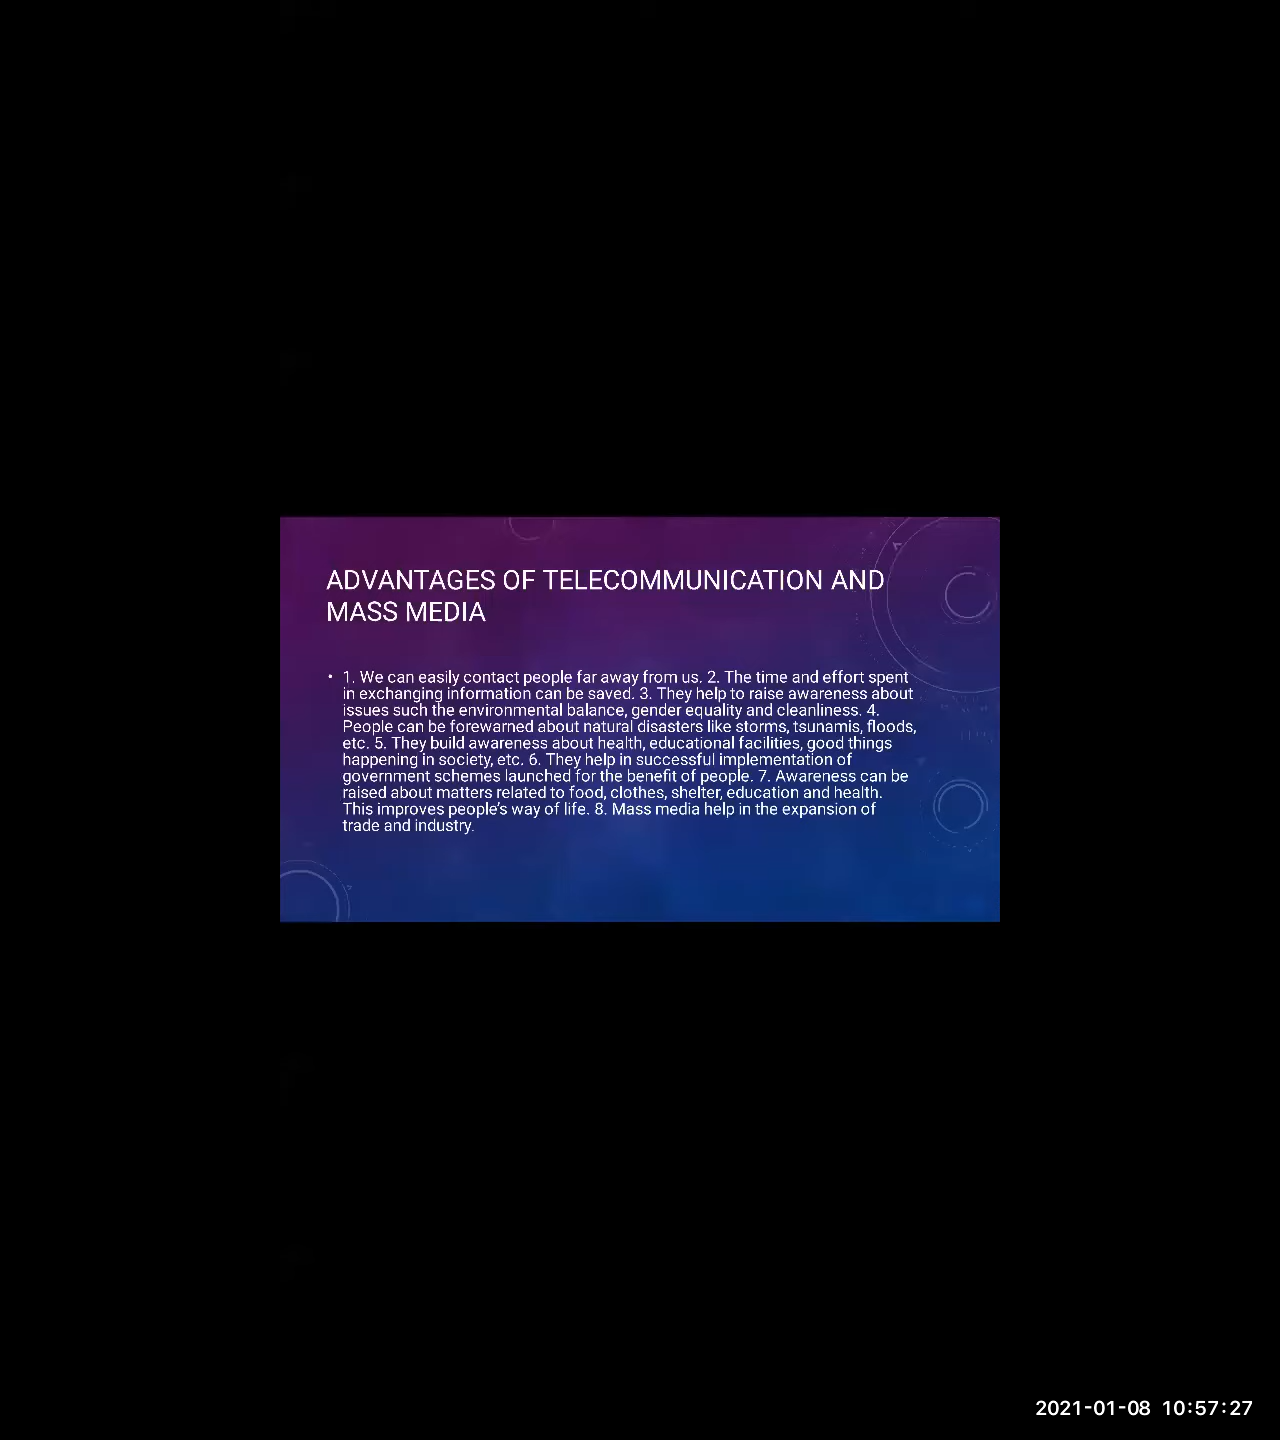 ADVANTAGES OF TELECOMMUNICATION AND
MASS MEDIA
• 1. We can easily contact people far away from us. 2. The time and effort spent
in exchanging information can be saved. 3. They help to raise awareness about
issues such the environmental balance, gender equality and cleanliness. 4.
People can be forewarned about natural disasters like storms, tsunamis, floods,
etc. 5. They build awareness about health, educational facilities, good things
happening in society, etc. 6. They help in successful implementation of
government schemes launched for the benefit of people. 7. Awareness can be
raised about matters related to food, clothes, shelter, education and health.
This improves people’s way of life. 8. Mass media help in the expansion of
trade and industry.
2021-01-08 10:57:27